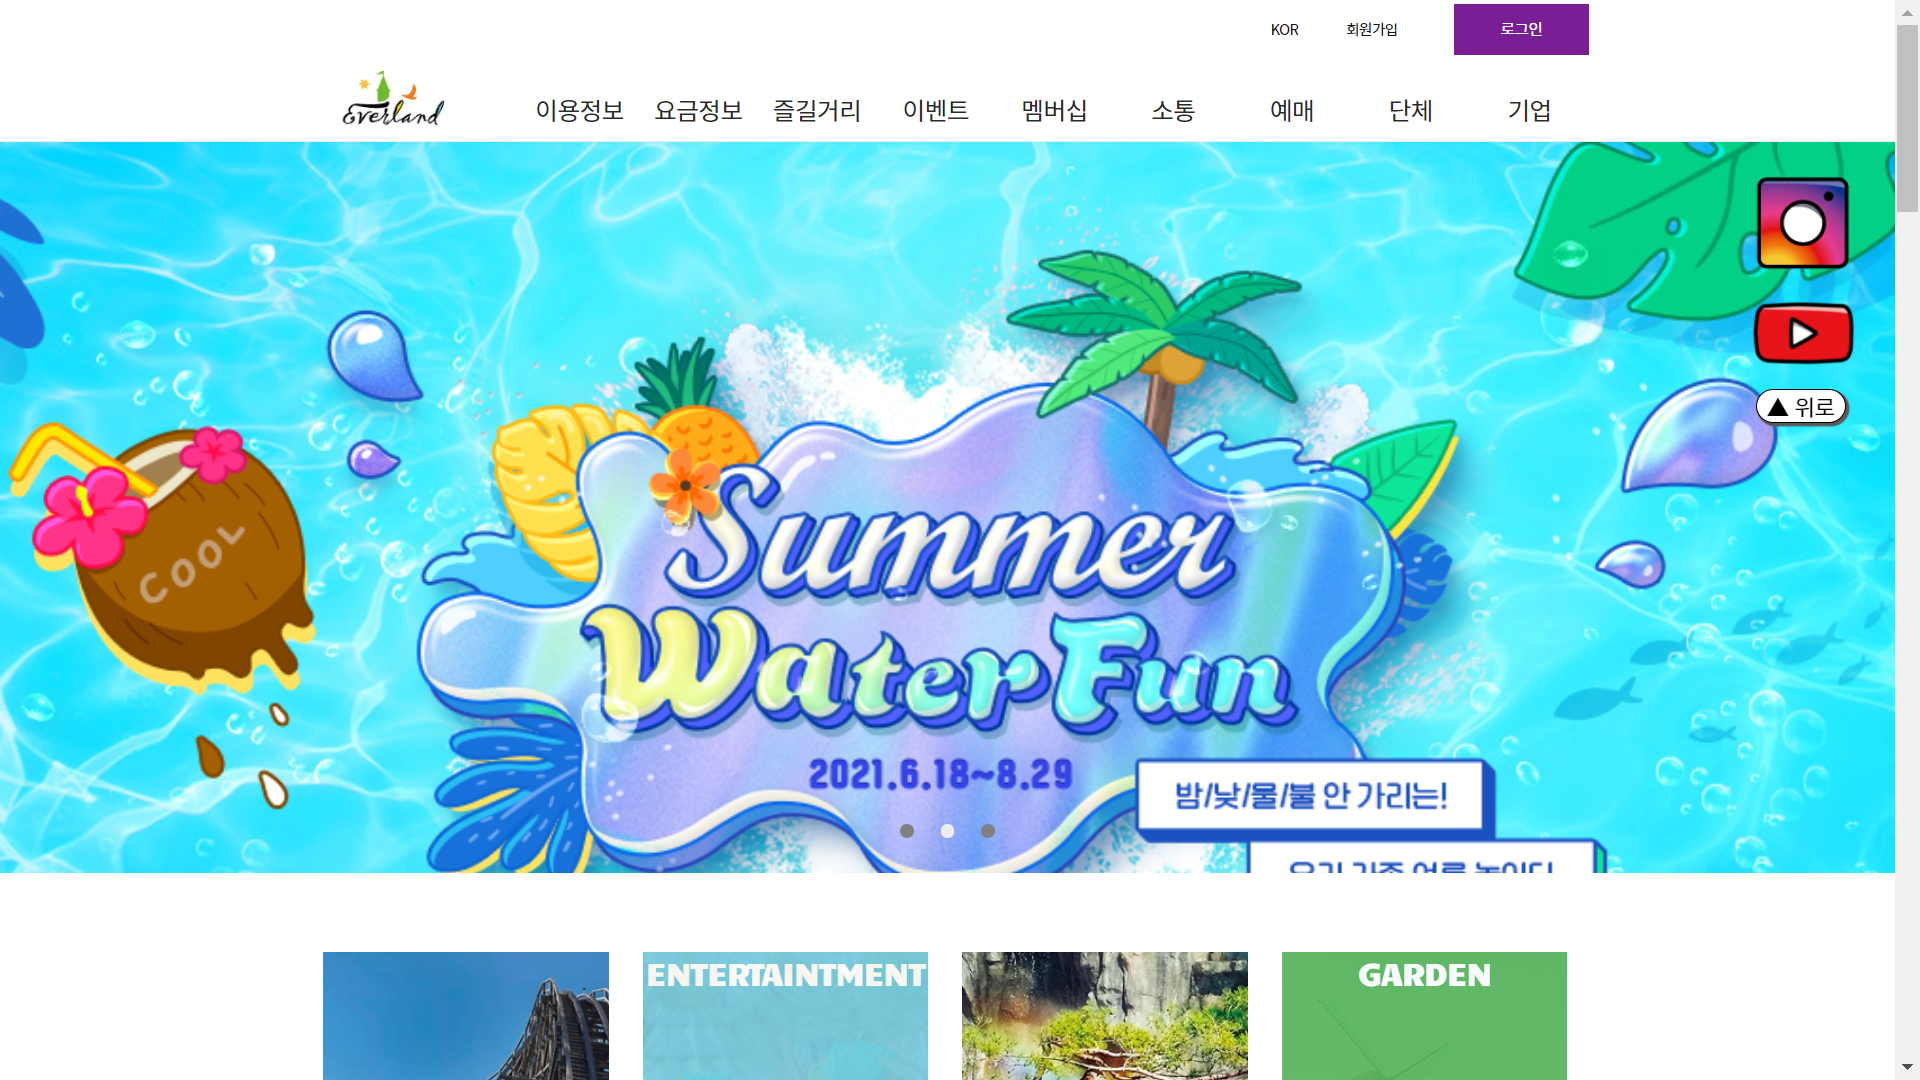 KOR 회원가입 로그인
everland
이용정보 요금정보 즐길거리 이벤트 멤버십 소통 예매 단체 기업
▲ 위로
COOL
Summer
Water Fun
2021.6.18~8.29
밤/낮/물/불 안 가리는!
ENTERTAINTMENT
GARDEN